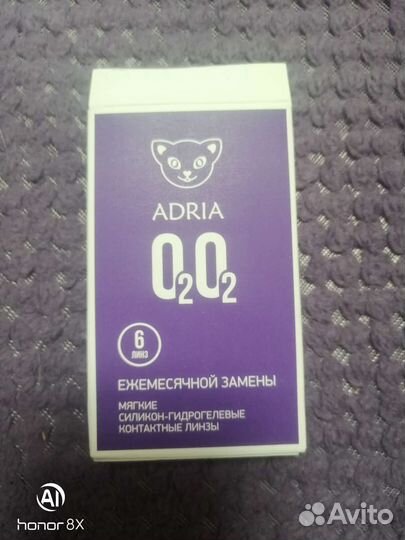 ADRIA
O2O2
6
ЛИНЗ
ЕЖЕМЕСЯЧНОЙ ЗАМЕНЫ
МЯГКИЕ
СИЛИКОН-ГИДРОГЕЛЕВЫЕ
КОНТАКТНЫЕ ЛИНЗЫ
AI
honor 8X
Avito